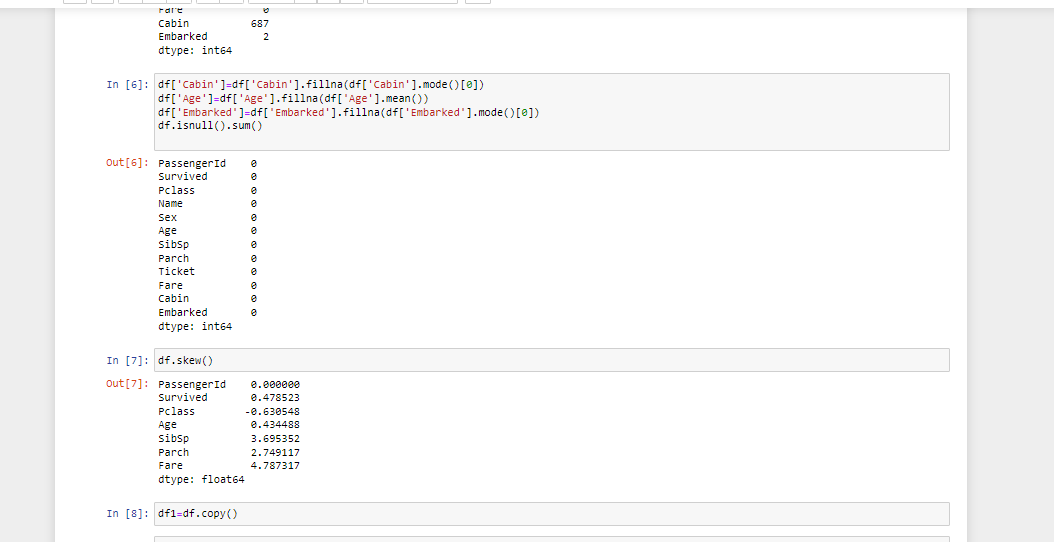 Fare           0
Cabin          687
Embarked         2
dtype: int64
In [6]: df['Cabin']=df['Cabin'].fillna(df['Cabin'].mode()[0])
df['Age']=df['Age'].fillna(df['Age'].mean())
df['Embarked']=df['Embarked'].fillna(df['Embarked'].mode()[0])
df.isnull().sum()
Out[6]: PassengerId    0
Survived       0
Pclass         0
Name           0
Sex            0
Age            0
SibSp          0
Parch          0
Ticket         0
Fare           0
Cabin          0
Embarked       0
dtype: int64
In [7]: df.skew()
Out[7]: PassengerId    0.000000
Survived       0.478523
Pclass        -0.630548
Age            0.434488
SibSp          3.695352
Parch          2.749117
Fare           4.787317
dtype: float64
In [8]: df1=df.copy()